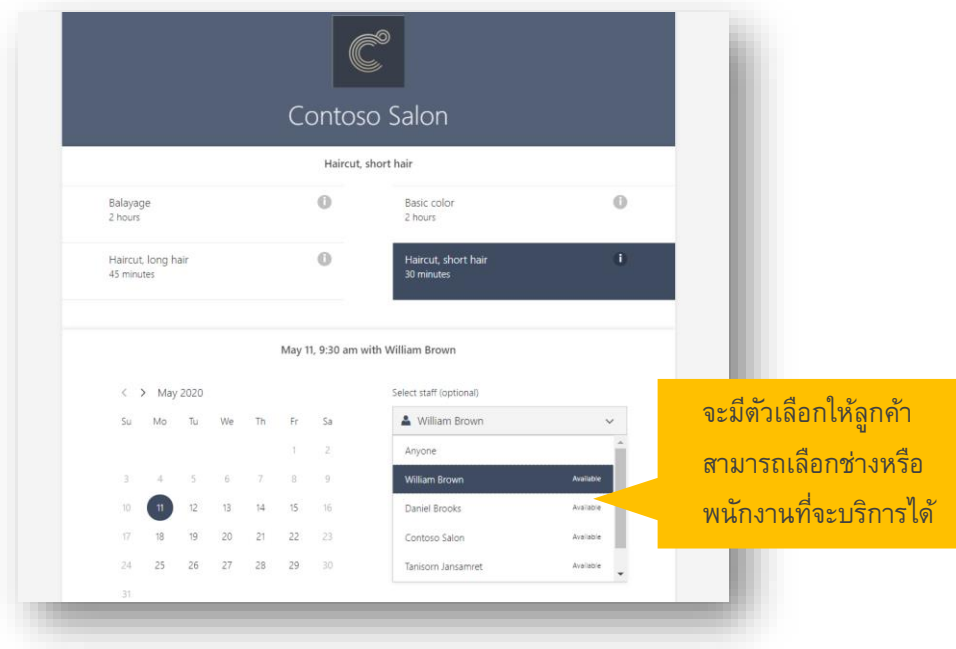 Contoso Salon
Haircut, short hair
Balayage
2 hours
Basic color
2 hours
Haircut, long hair
45 minutes
Haircut, short hair
30 minutes
May 11, 9:30 am with William Brown
May 2020
Su Mo Tu We Th Fr Sa
1 2
3 4 5 6 7 8 9
10 11 12 13 14 15 16
17 18 19 20 21 22 23
24 25 26 27 28 29 30
31
Select staff (optional)
William Brown
Anyone
William Brown Available
Daniel Brooks Available
Contoso Salon Available
Tanisorn Jansamret Available
จะมีตัวเลือกให้ลูกค้า
สามารถเลือกช่างหรือ
พนักงานที่จะบริการได้